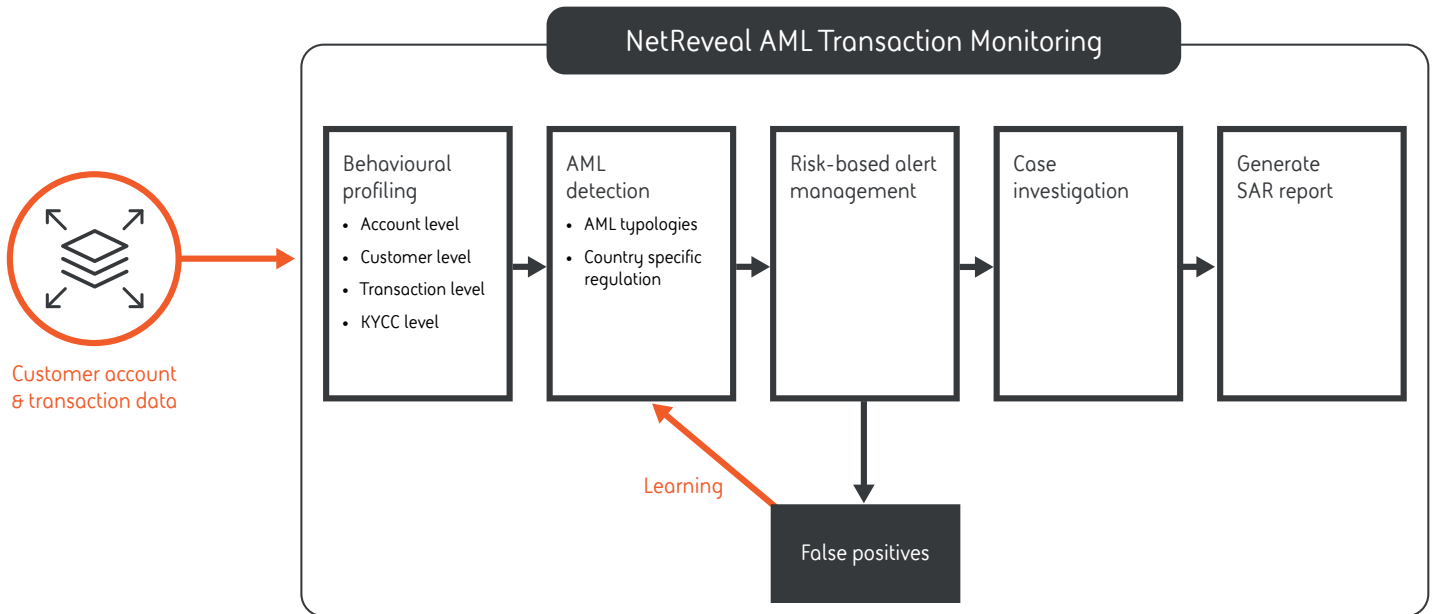 NetReveal AML Transaction Monitoring
Behavioural
profiling
• Account level
• Customer level
• Transaction level
• KYCC level
AML
detection
• AML typologies
• Country specific
regulation
Risk-based alert
management
Case
investigation
Generate
SAR report
Customer account
& transaction data
Learning
False positives